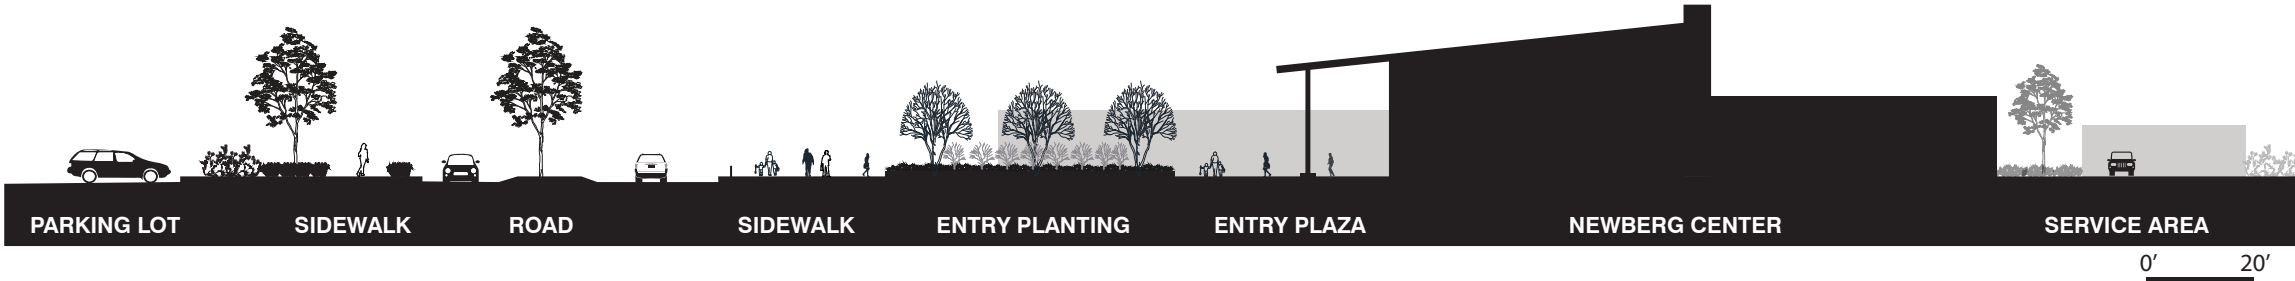 PARKING LOT SIDEWALK ROAD SIDEWALK ENTRY PLANTING ENTRY PLAZA NEWBERG CENTER SERVICE AREA
0’ 20’